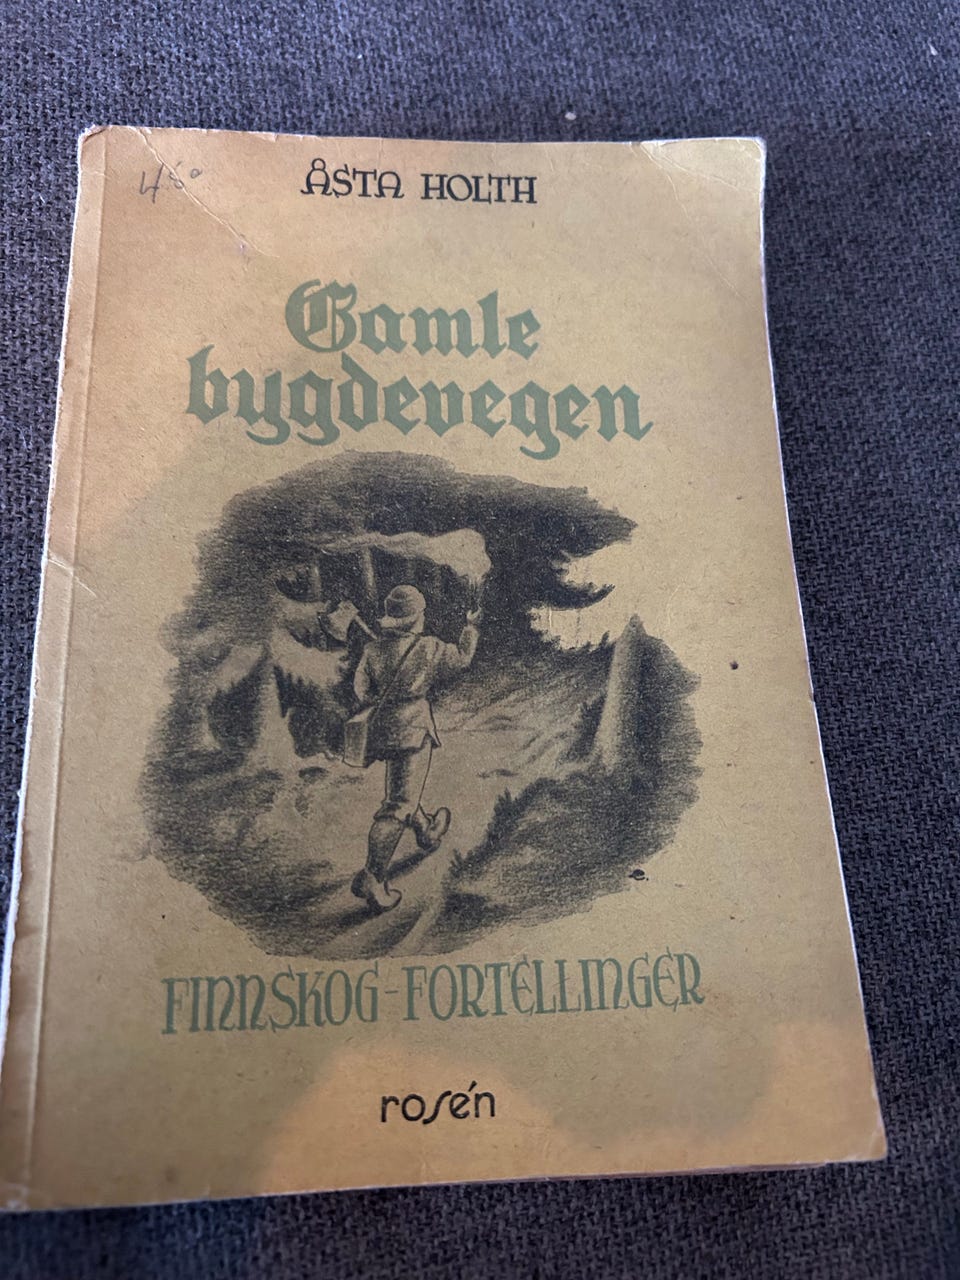 ÅSTA HOLTH
Gamle
bygdevegen
FINNSKOG-FORTELLINGER
rosén